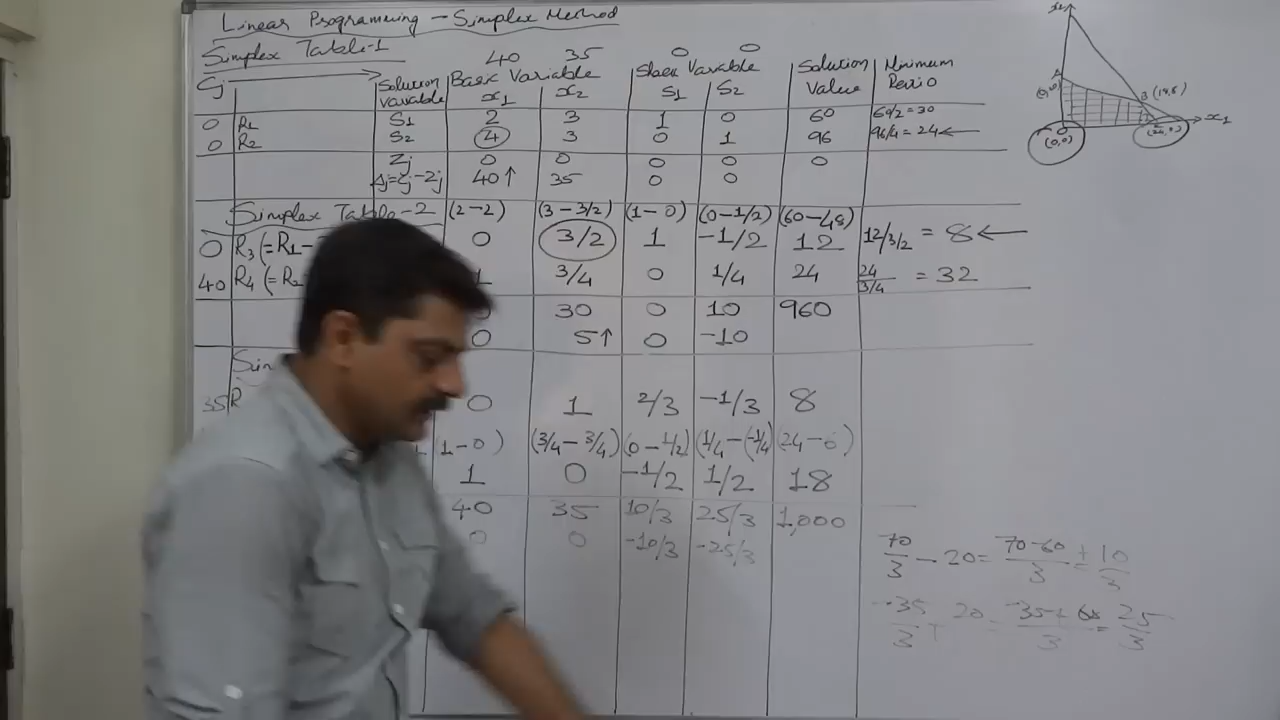 Linear Programming - Simplex Method
Simplex Table-1
40 35 0 0
Cj Solution Variable Basic Variable Slack Variable Solution Value Minimum Ratio
x1 x2 S1 S2
0 R1 S1 2 3 1 0 60 60/2 = 30
0 R2 S2 4 3 0 1 96 96/4 = 24 ←
Zj 0 0 0 0 0
Δj=Cj-Zj 40↑ 35 0 0
Simplex Table-2 (2-2) (3-3/2) (1-0) (0-1/2) (60-48)
0 R3 (=R1- 0 3/2 1 -1/2 12 12/3/2 = 8 ←
40 R4 (=R2 1 3/4 0 1/4 24 24/3/4 = 32
0 30 0 10 960
0 5↑ 0 -10
Sim
35 R 0 1 2/3 -1/3 8
1-0) (3/4-3/4) (0-1/2) (1/4-(-1/4) (24-6)
1 0 -1/2 1/2 18
40 35 10/3 25/3 1,000
0 0 -10/3 -25/3
70/3 - 20 = 70-60/3 = 10/3
-35/3 + 20 = -35+60/3 = 25/3
A
B (18,8)
x1
(0,0)
(24,0)